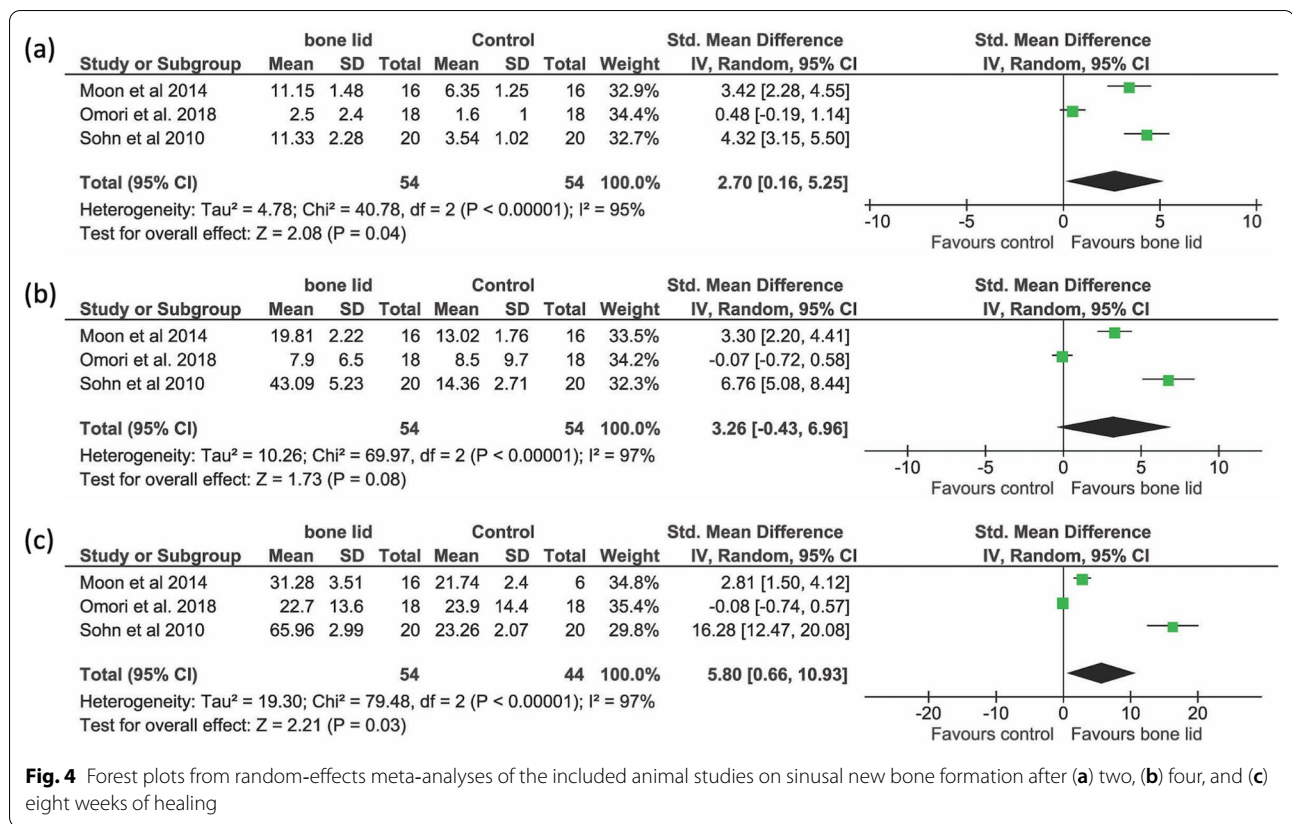 (a)
bone lid Control Std. Mean Difference Std. Mean Difference
Study or Subgroup Mean SD Total Mean SD Total Weight IV, Random, 95% CI IV, Random, 95% CI
Moon et al 2014 11.15 1.48 16 6.35 1.25 16 32.9% 3.42 [2.28, 4.55]
Omori et al. 2018 2.5 2.4 18 1.6 1 18 34.4% 0.48 [-0.19, 1.14]
Sohn et al 2010 11.33 2.28 20 3.54 1.02 20 32.7% 4.32 [3.15, 5.50]
Total (95% CI) 54 54 100.0% 2.70 [0.16, 5.25]
Heterogeneity: Tau² = 4.78; Chi² = 40.78, df = 2 (P < 0.00001); I² = 95%
Test for overall effect: Z = 2.08 (P = 0.04)
-10 -5 0 5 10
Favours control Favours bone lid
(b)
bone lid Control Std. Mean Difference Std. Mean Difference
Study or Subgroup Mean SD Total Mean SD Total Weight IV, Random, 95% CI IV, Random, 95% CI
Moon et al 2014 19.81 2.22 16 13.02 1.76 16 33.5% 3.30 [2.20, 4.41]
Omori et al. 2018 7.9 6.5 18 8.5 9.7 18 34.2% -0.07 [-0.72, 0.58]
Sohn et al 2010 43.09 5.23 20 14.36 2.71 20 32.3% 6.76 [5.08, 8.44]
Total (95% CI) 54 54 100.0% 3.26 [-0.43, 6.96]
Heterogeneity: Tau² = 10.26; Chi² = 69.97, df = 2 (P < 0.00001); I² = 97%
Test for overall effect: Z = 1.73 (P = 0.08)
-10 -5 0 5 10
Favours control Favours bone lid
(c)
bone lid Control Std. Mean Difference Std. Mean Difference
Study or Subgroup Mean SD Total Mean SD Total Weight IV, Random, 95% CI IV, Random, 95% CI
Moon et al 2014 31.28 3.51 16 21.74 2.4 6 34.8% 2.81 [1.50, 4.12]
Omori et al. 2018 22.7 13.6 18 23.9 14.4 18 35.4% -0.08 [-0.74, 0.57]
Sohn et al 2010 65.96 2.99 20 23.26 2.07 20 29.8% 16.28 [12.47, 20.08]
Total (95% CI) 54 44 100.0% 5.80 [0.66, 10.93]
Heterogeneity: Tau² = 19.30; Chi² = 79.48, df = 2 (P < 0.00001); I² = 97%
Test for overall effect: Z = 2.21 (P = 0.03)
-20 -10 0 10 20
Favours control Favours bone lid
Fig. 4 Forest plots from random-effects meta-analyses of the included animal studies on sinusal new bone formation after (a) two, (b) four, and (c)
eight weeks of healing